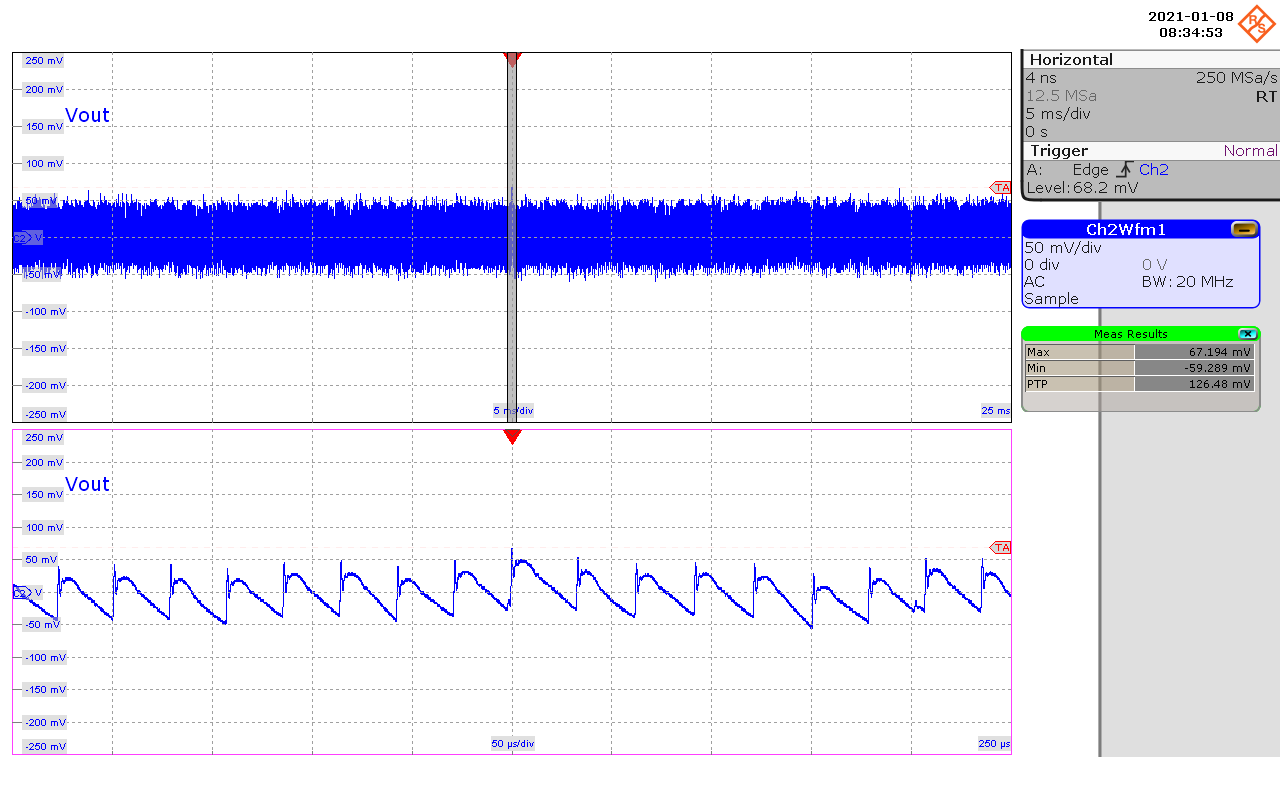 2021-01-08
08:34:53
R
S
250 mV
200 mV
Vout
150 mV
100 mV
50 mV
TA
C2 V
-50 mV
-100 mV
-150 mV
-200 mV
-250 mV
5 ms/div
25 ms
250 mV
200 mV
Vout
150 mV
100 mV
50 mV
TA
C2 V
-50 mV
-100 mV
-150 mV
-200 mV
-250 mV
50 µs/div
250 µs
Horizontal
4 ns 250 MSa/s
12.5 MSa RT
5 ms/div
0 s
Trigger Normal
A: Edge Ch2
Level: 68.2 mV
Ch2Wfm1
50 mV/div
0 div 0 V
AC BW: 20 MHz
Sample
Meas Results
Max 67.194 mV
Min -59.289 mV
PTP 126.48 mV